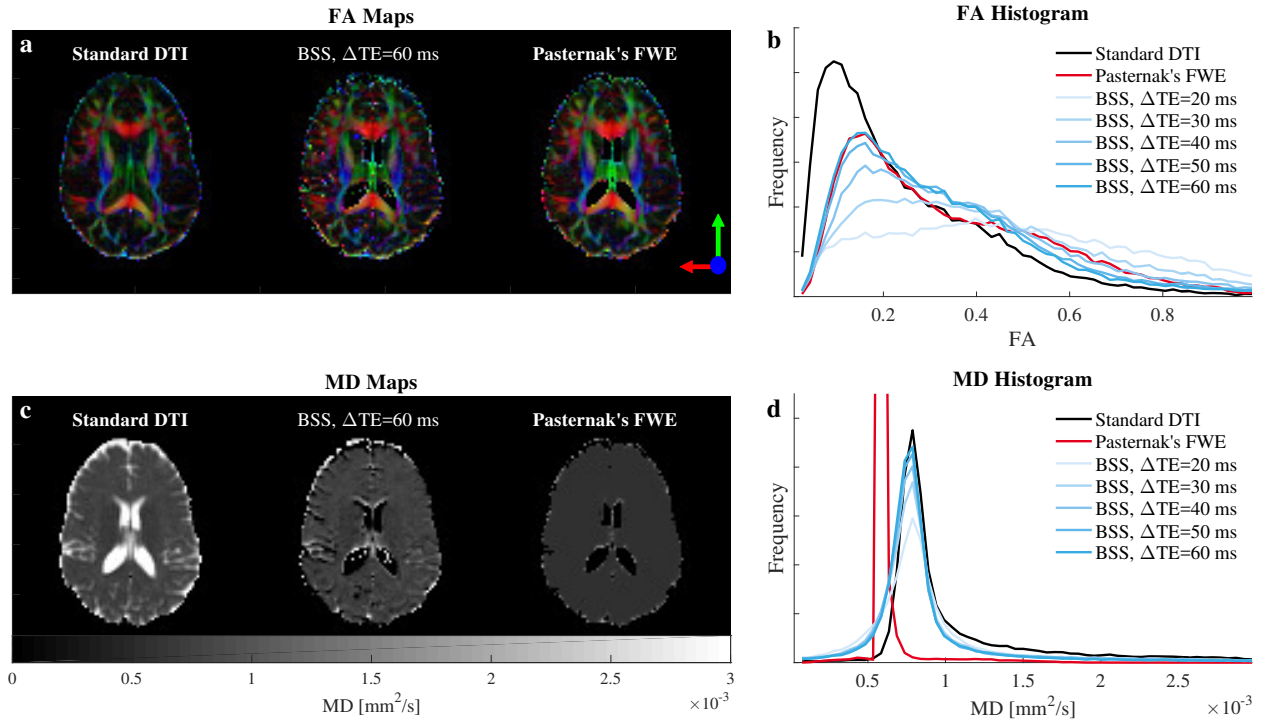 FA Maps
a
Standard DTI
BSS, ΔTE=60 ms
Pasternak's FWE
FA Histogram
b
Standard DTI
Pasternak's FWE
BSS, ΔTE=20 ms
BSS, ΔTE=30 ms
BSS, ΔTE=40 ms
BSS, ΔTE=50 ms
BSS, ΔTE=60 ms
Frequency
0.2 0.4 0.6 0.8
FA
MD Maps
c
Standard DTI
BSS, ΔTE=60 ms
Pasternak's FWE
0 0.5 1 1.5 2 2.5 3
MD [mm²/s]
×10⁻³
MD Histogram
d
Standard DTI
Pasternak's FWE
BSS, ΔTE=20 ms
BSS, ΔTE=30 ms
BSS, ΔTE=40 ms
BSS, ΔTE=50 ms
BSS, ΔTE=60 ms
Frequency
0.5 1 1.5 2 2.5
MD [mm²/s]
×10⁻³